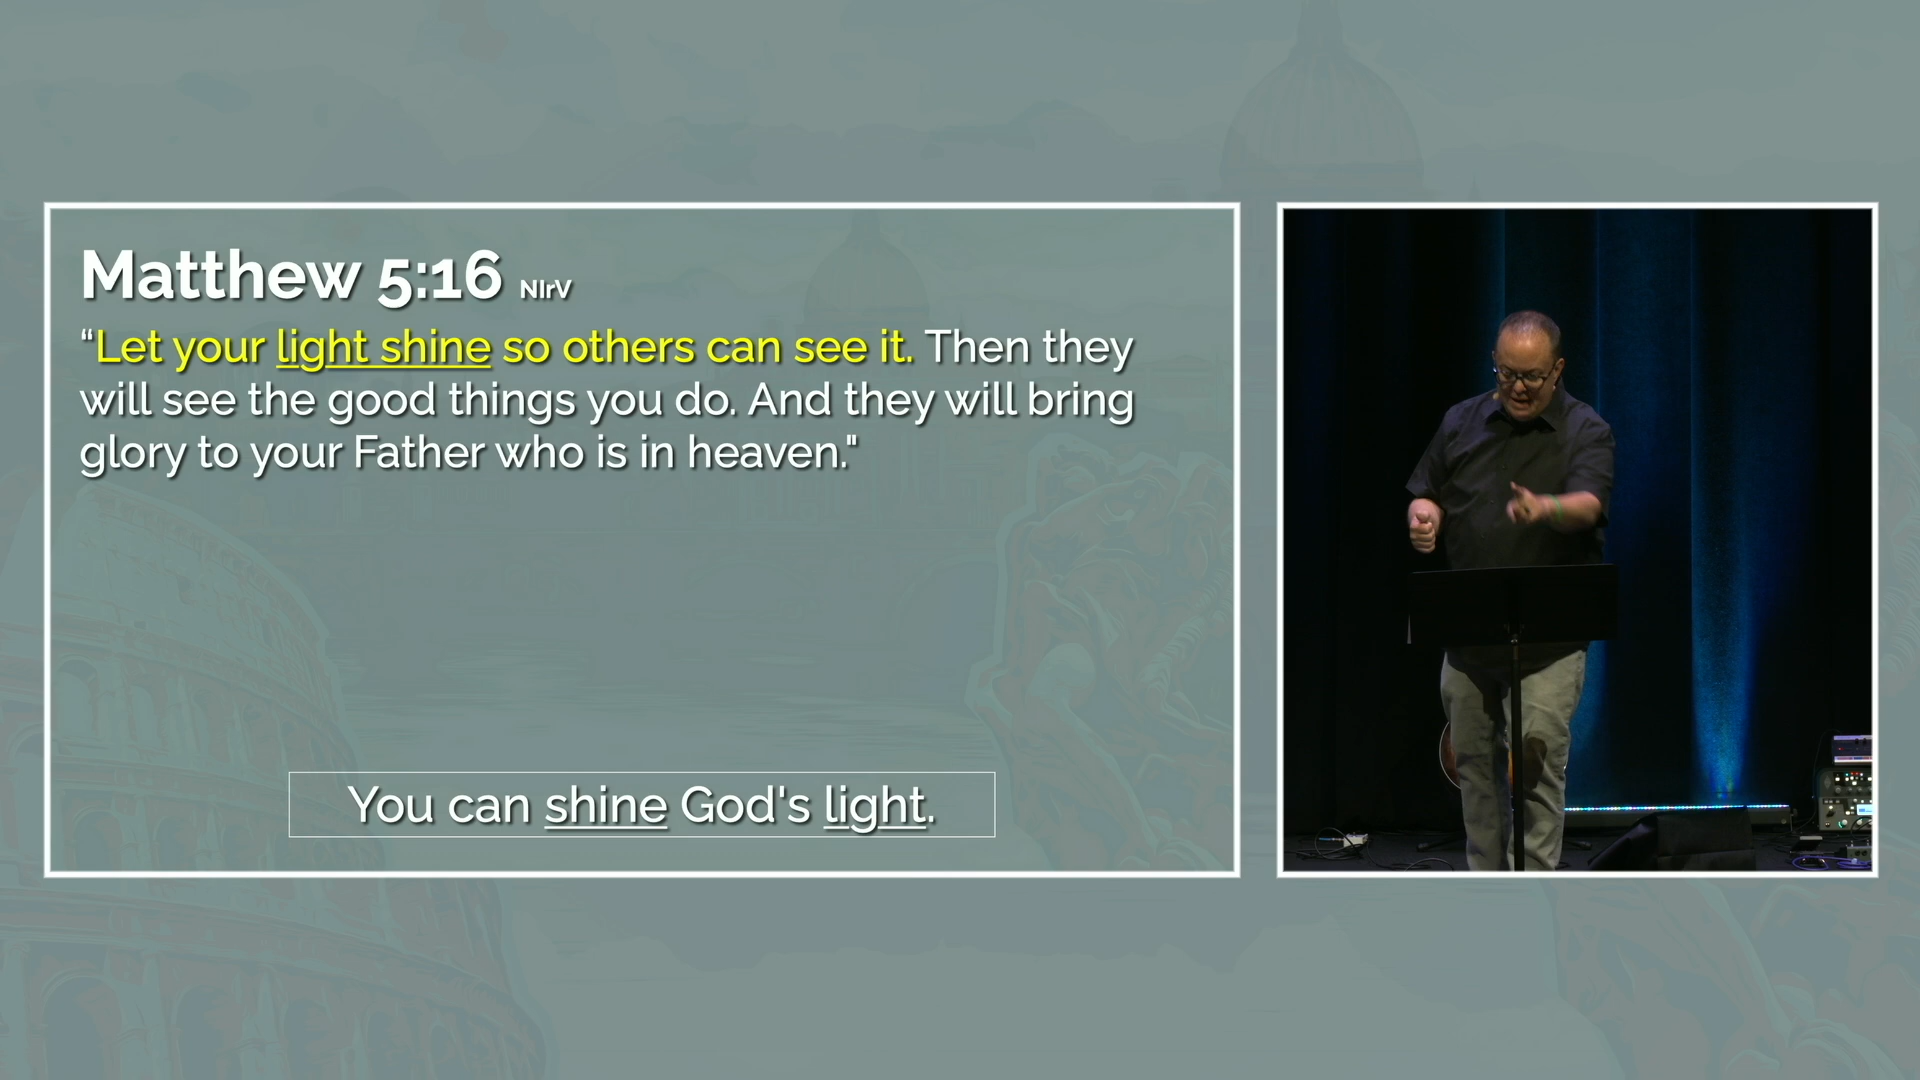 Matthew 5:16 NIrV
“Let your light shine so others can see it. Then they
will see the good things you do. And they will bring
glory to your Father who is in heaven."
You can shine God's light.